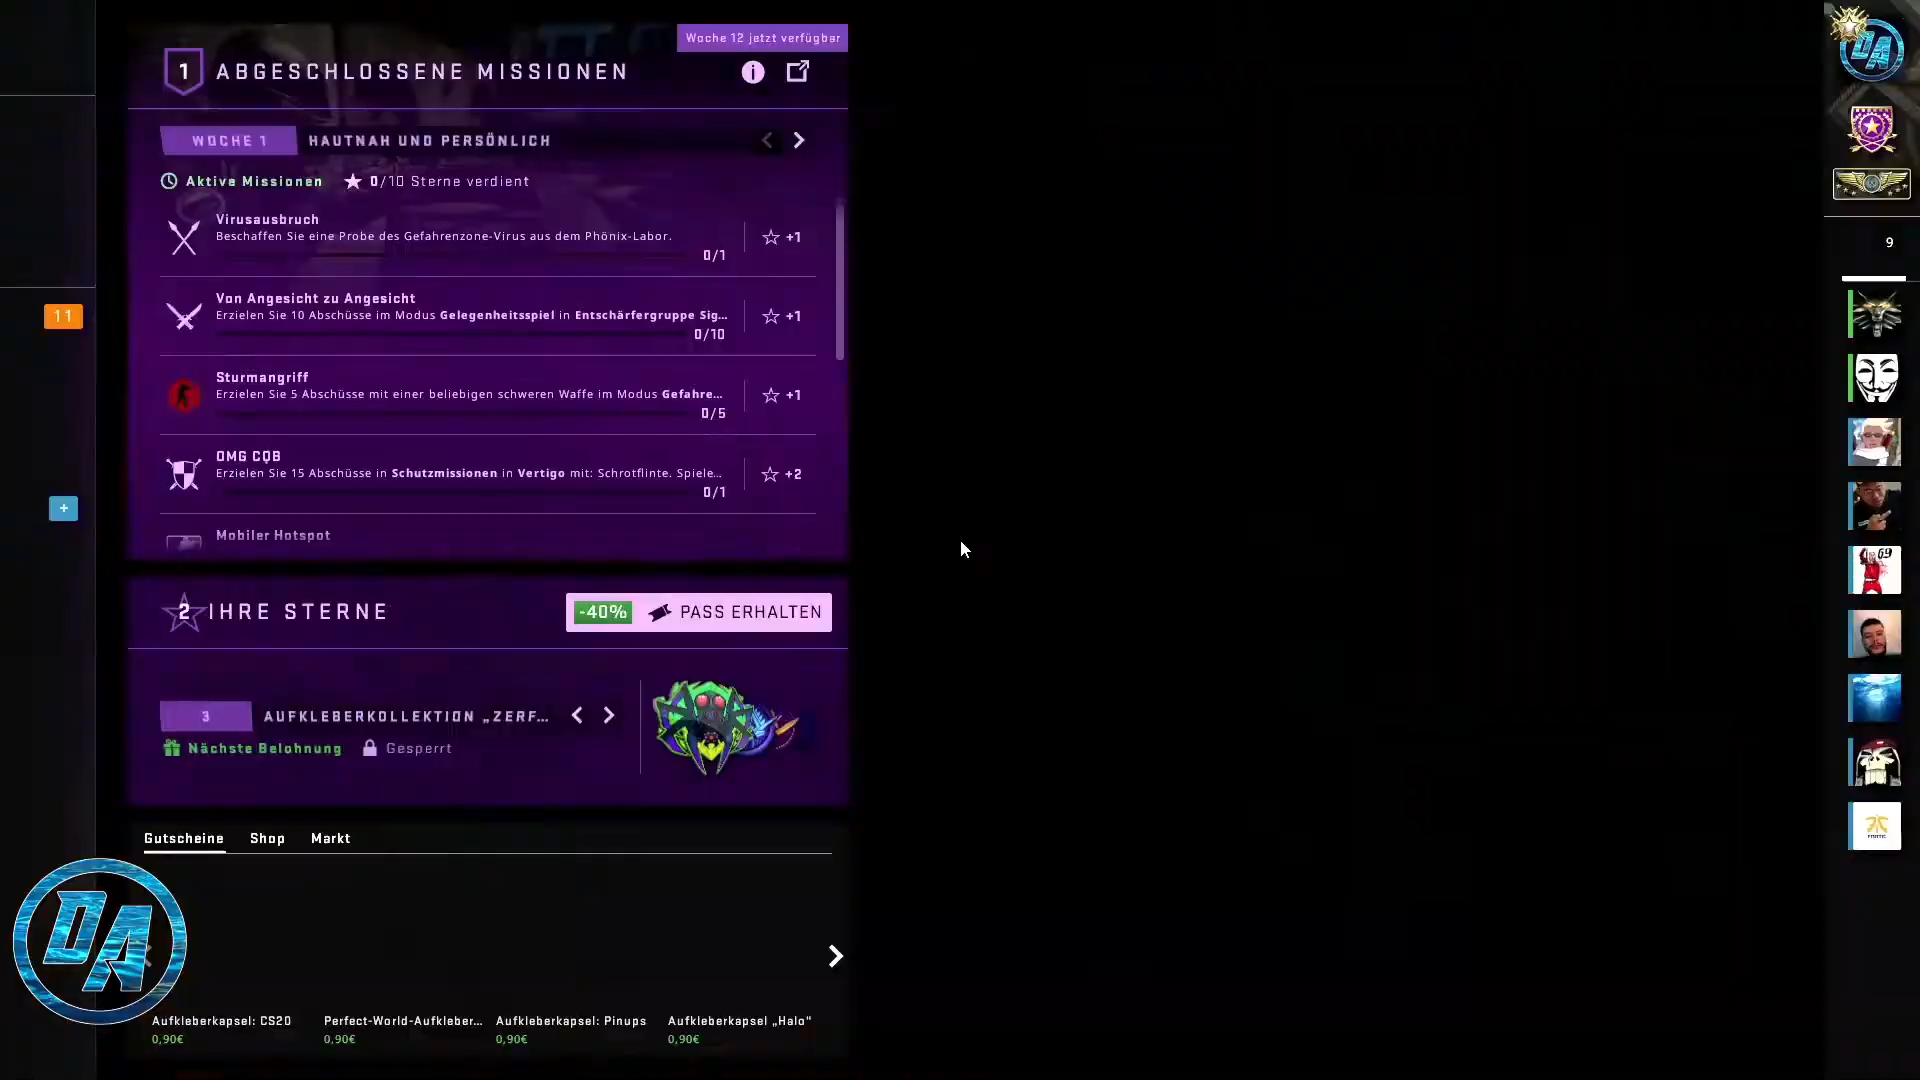 Woche 12 jetzt verfügbar
1 ABGESCHLOSSENE MISSIONEN
WOCHE 1 HAUTNAH UND PERSÖNLICH
Aktive Missionen 0/10 Sterne verdient
Virusausbruch
Beschaffen Sie eine Probe des Gefahrenzone-Virus aus dem Phönix-Labor.
+1
0/1
Von Angesicht zu Angesicht
Erzielen Sie 10 Abschüsse im Modus Gelegenheitsspiel in Entschärfergruppe Sig...
+1
0/10
Sturmangriff
Erzielen Sie 5 Abschüsse mit einer beliebigen schweren Waffe im Modus Gefahre...
+1
0/5
OMG CQB
Erzielen Sie 15 Abschüsse in Schutzmissionen in Vertigo mit: Schrotflinte. Spiele...
+2
0/1
Mobiler Hotspot
11
+
2 IHRE STERNE
-40% PASS ERHALTEN
3 AUFKLEBERKOLLEKTION „ZERF...
Nächste Belohnung Gesperrt
Gutscheine Shop Markt
Aufkleberkapsel: CS20 Perfect-World-Aufkleber... Aufkleberkapsel: Pinups Aufkleberkapsel „Halo“
0,90€ 0,90€ 0,90€ 0,90€
DA
DA
9
69
FNATIC